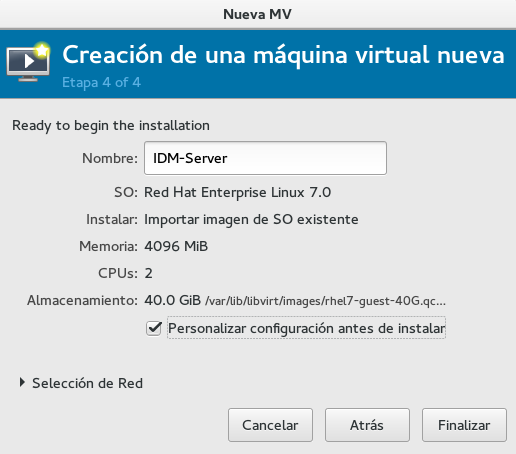 Nueva MV
Creación de una máquina virtual nueva
Etapa 4 of 4
Ready to begin the installation
Nombre: IDM-Server
SO: Red Hat Enterprise Linux 7.0
Instalar: Importar imagen de SO existente
Memoria: 4096 MiB
CPUs: 2
Almacenamiento: 40.0 GiB /var/lib/libvirt/images/rhel7-guest-40G.qc...
Personalizar configuración antes de instalar
Selección de Red
Cancelar Atrás Finalizar